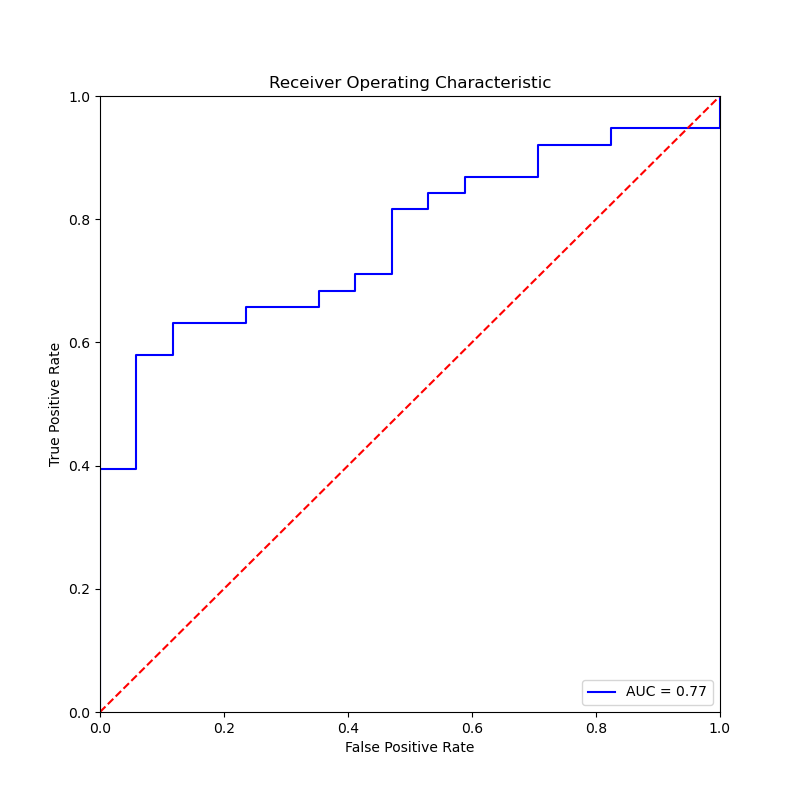 Receiver Operating Characteristic
1.0
0.8
0.6
0.4
0.2
0.0
True Positive Rate
AUC = 0.77
0.0 0.2 0.4 0.6 0.8 1.0
False Positive Rate